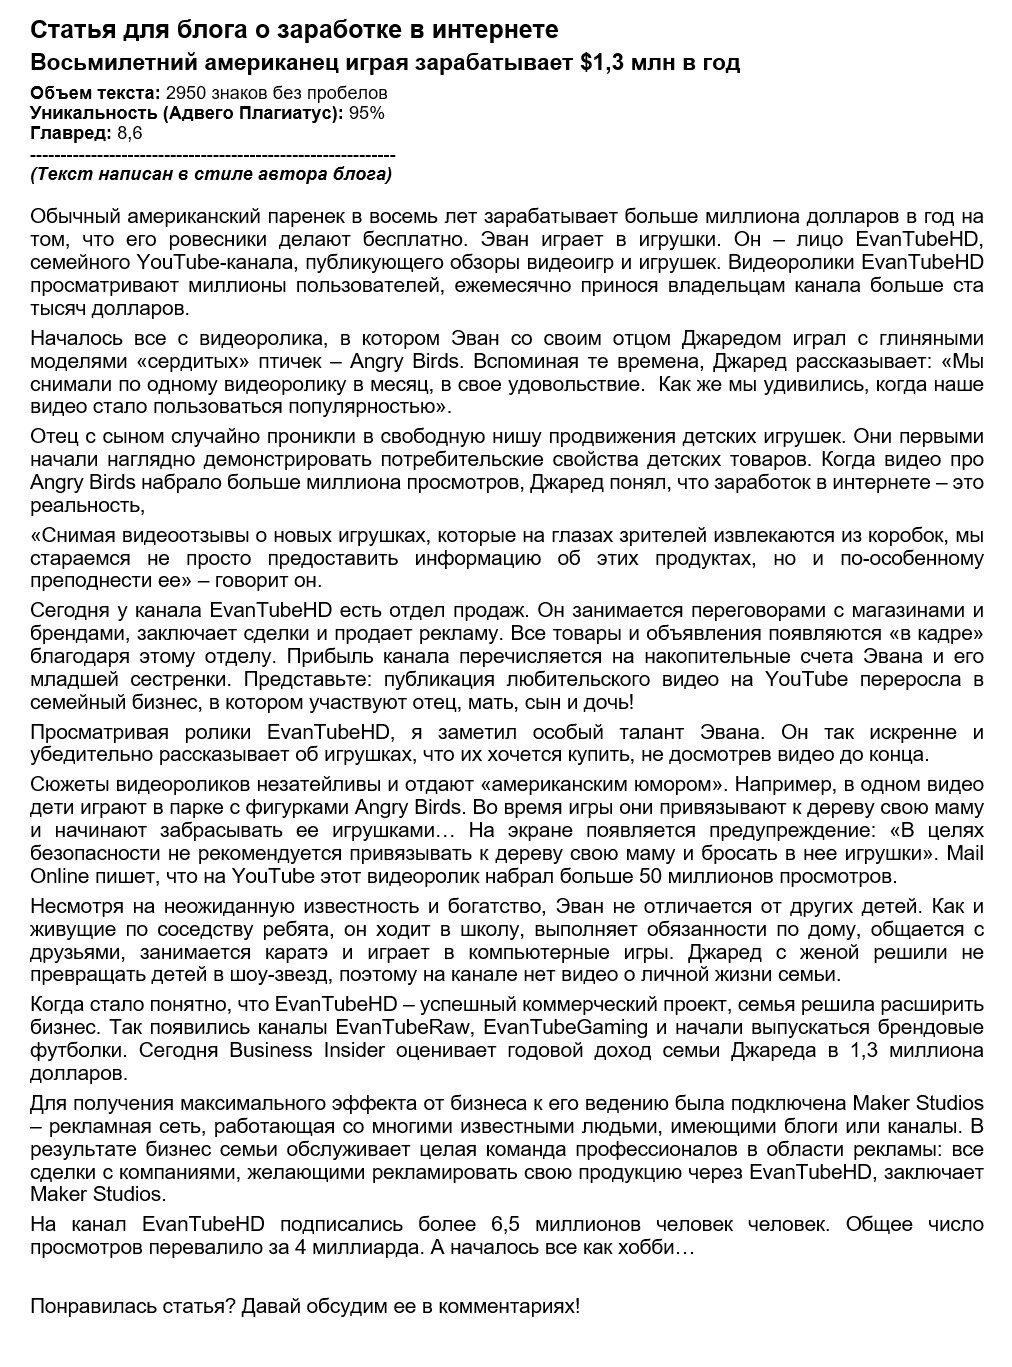 Статья для блога о заработке в интернете
Восьмилетний американец играя зарабатывает $1,3 млн в год
Объем текста: 2950 знаков без пробелов
Уникальность (Адвего Плагиатус): 95%
Главред: 8,6
------------------------------------------------------------
(Текст написан в стиле автора блога)
Обычный американский паренек в восемь лет зарабатывает больше миллиона долларов в год на
том, что его ровесники делают бесплатно. Эван играет в игрушки. Он – лицо EvanTubeHD,
семейного YouTube-канала, публикующего обзоры видеоигр и игрушек. Видеоролики EvanTubeHD
просматривают миллионы пользователей, ежемесячно принося владельцам канала больше ста
тысяч долларов.
Началось все с видеоролика, в котором Эван со своим отцом Джаредом играл с глиняными
моделями «сердитых» птичек – Angry Birds. Вспоминая те времена, Джаред рассказывает: «Мы
снимали по одному видеоролику в месяц, в свое удовольствие.  Как же мы удивились, когда наше
видео стало пользоваться популярностью».
Отец с сыном случайно проникли в свободную нишу продвижения детских игрушек. Они первыми
начали наглядно демонстрировать потребительские свойства детских товаров. Когда видео про
Angry Birds набрало больше миллиона просмотров, Джаред понял, что заработок в интернете – это
реальность,
«Снимая видеоотзывы о новых игрушках, которые на глазах зрителей извлекаются из коробок, мы
стараемся не просто предоставить информацию об этих продуктах, но и по-особенному
преподнести ее» – говорит он.
Сегодня у канала EvanTubeHD есть отдел продаж. Он занимается переговорами с магазинами и
брендами, заключает сделки и продает рекламу. Все товары и объявления появляются «в кадре»
благодаря этому отделу. Прибыль канала перечисляется на накопительные счета Эвана и его
младшей сестренки. Представьте: публикация любительского видео на YouTube переросла в
семейный бизнес, в котором участвуют отец, мать, сын и дочь!
Просматривая ролики EvanTubeHD, я заметил особый талант Эвана. Он так искренне и
убедительно рассказывает об игрушках, что их хочется купить, не досмотрев видео до конца.
Сюжеты видеороликов незатейливы и отдают «американским юмором». Например, в одном видео
дети играют в парке с фигурками Angry Birds. Во время игры они привязывают к дереву свою маму
и начинают забрасывать ее игрушками… На экране появляется предупреждение: «В целях
безопасности не рекомендуется привязывать к дереву свою маму и бросать в нее игрушки». Mail
Online пишет, что на YouTube этот видеоролик набрал больше 50 миллионов просмотров.
Несмотря на неожиданную известность и богатство, Эван не отличается от других детей. Как и
живущие по соседству ребята, он ходит в школу, выполняет обязанности по дому, общается с
друзьями, занимается каратэ и играет в компьютерные игры. Джаред с женой решили не
превращать детей в шоу-звезд, поэтому на канале нет видео о личной жизни семьи.
Когда стало понятно, что EvanTubeHD – успешный коммерческий проект, семья решила расширить
бизнес. Так появились каналы EvanTubeRaw, EvanTubeGaming и начали выпускаться брендовые
футболки. Сегодня Business Insider оценивает годовой доход семьи Джареда в 1,3 миллиона
долларов.
Для получения максимального эффекта от бизнеса к его ведению была подключена Maker Studios
– рекламная сеть, работающая со многими известными людьми, имеющими блоги или каналы. В
результате бизнес семьи обслуживает целая команда профессионалов в области рекламы: все
сделки с компаниями, желающими рекламировать свою продукцию через EvanTubeHD, заключает
Maker Studios.
На канал EvanTubeHD подписались более 6,5 миллионов человек человек. Общее число
просмотров перевалило за 4 миллиарда. А началось все как хобби…
Понравилась статья? Давай обсудим ее в комментариях!